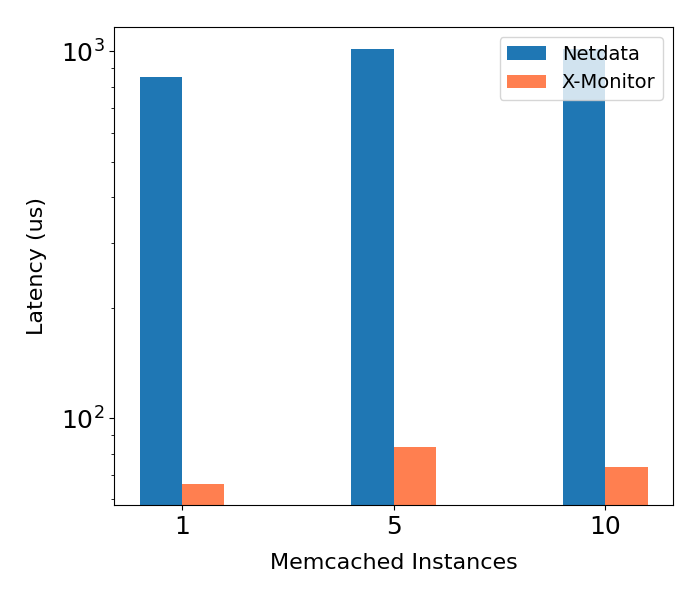 10³
10²
Latency (us)
Netdata
X-Monitor
1 5 10
Memcached Instances